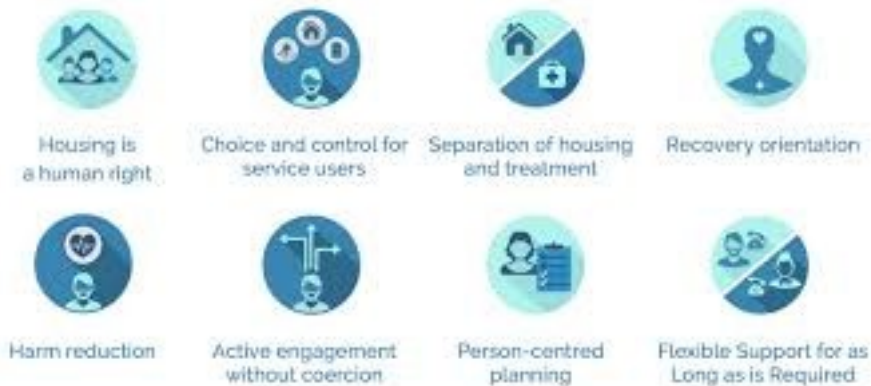 Housing is
a human right
Choice and control for
service users
Separation of housing
and treatment
Recovery orientation
Harm reduction
Active engagement
without coercion
Person-centred
planning
Flexible Support for as
Long as is Required